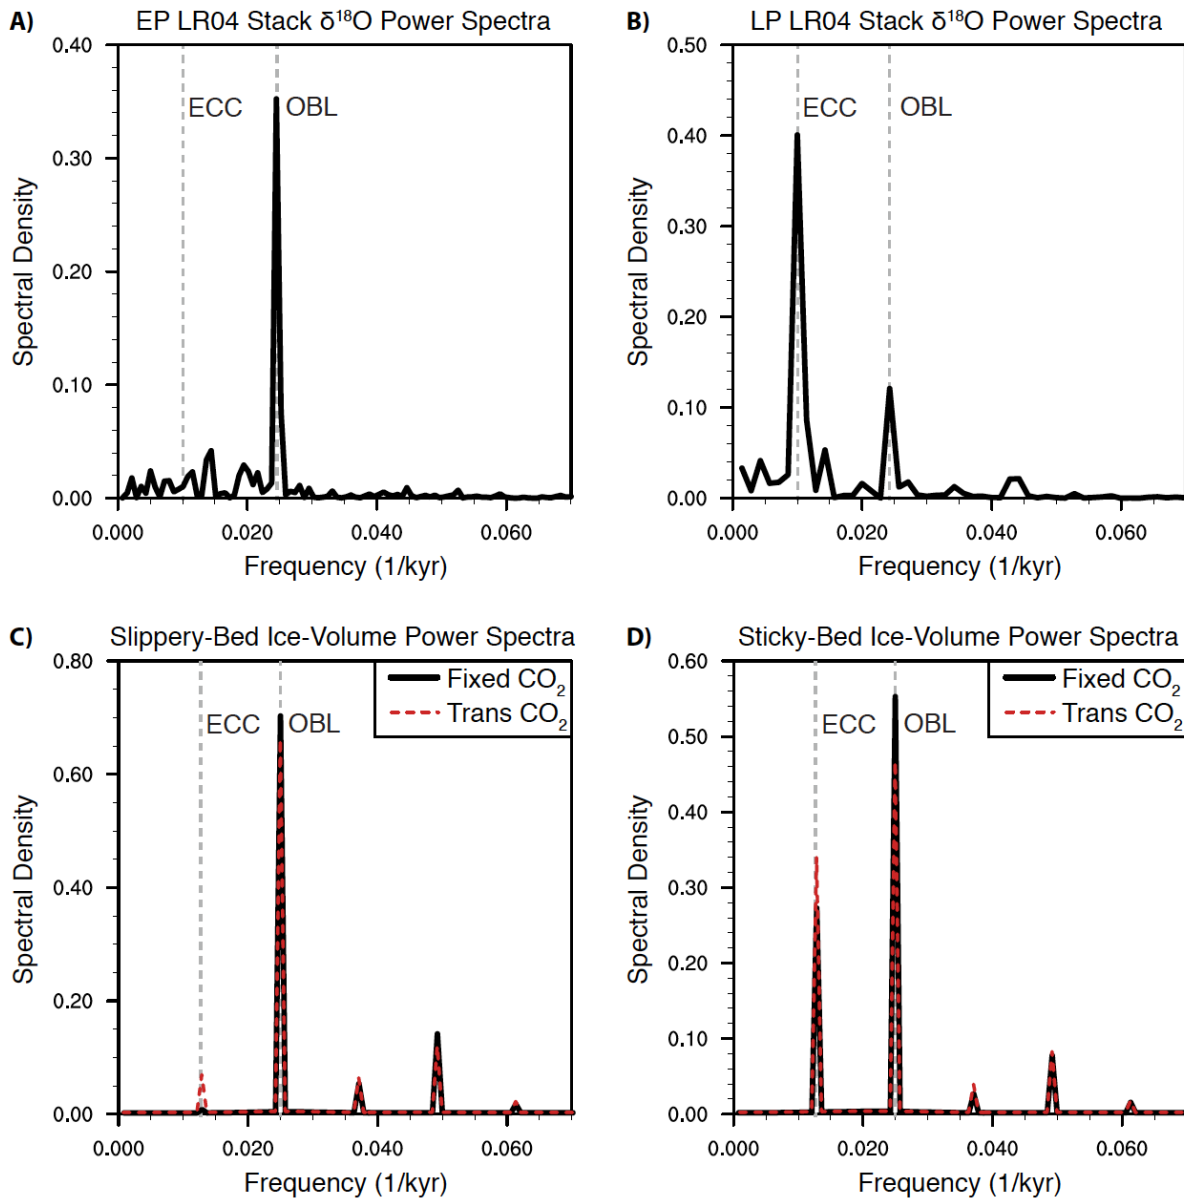 A) EP LR04 Stack δ¹⁸O Power Spectra
0.40
0.30
0.20
0.10
0.00
Spectral Density
ECC
OBL
0.000 0.020 0.040 0.060
Frequency (1/kyr)
B) LP LR04 Stack δ¹⁸O Power Spectra
0.50
0.40
0.30
0.20
0.10
0.00
Spectral Density
ECC
OBL
0.000 0.020 0.040 0.060
Frequency (1/kyr)
C) Slippery-Bed Ice-Volume Power Spectra
0.80
0.60
0.40
0.20
0.00
Spectral Density
Fixed CO₂
Trans CO₂
ECC
OBL
0.000 0.020 0.040 0.060
Frequency (1/kyr)
D) Sticky-Bed Ice-Volume Power Spectra
0.60
0.50
0.40
0.30
0.20
0.10
0.00
Spectral Density
Fixed CO₂
Trans CO₂
ECC
OBL
0.000 0.020 0.040 0.060
Frequency (1/kyr)